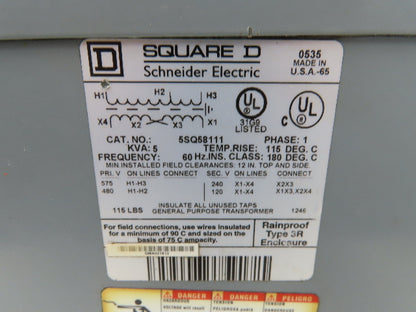 D
SQUARE D
Schneider Electric
0535
MADE IN
U.S.A.-65
H1 H2 H3
X4 X2 X3 X1
UL
31G9
LISTED
C UL
CAT. NO.: 5SQ58111 PHASE: 1
KVA: 5 TEMP.RISE: 115 DEG. C
FREQUENCY: 60 Hz. INS. CLASS: 180 DEG. C
MIN. INSTALLED FIELD CLEARANCES: 12 IN. TOP AND SIDE
PRI. V ON LINES CONNECT SEC. V ON LINES CONNECT
575 H1-H3 240 X1-X4 X2X3
480 H1-H2 120 X1-X4 X1X3,X2X4
INSULATE ALL UNUSED TAPS
115 LBS GENERAL PURPOSE TRANSFORMER 1246
For field connections, use wires insulated
for a minimum of 90 C and sized on the
basis of 75 C ampacity.
Rainproof
Type 3R
Enclosure
DANGER DANGER PELIGRO